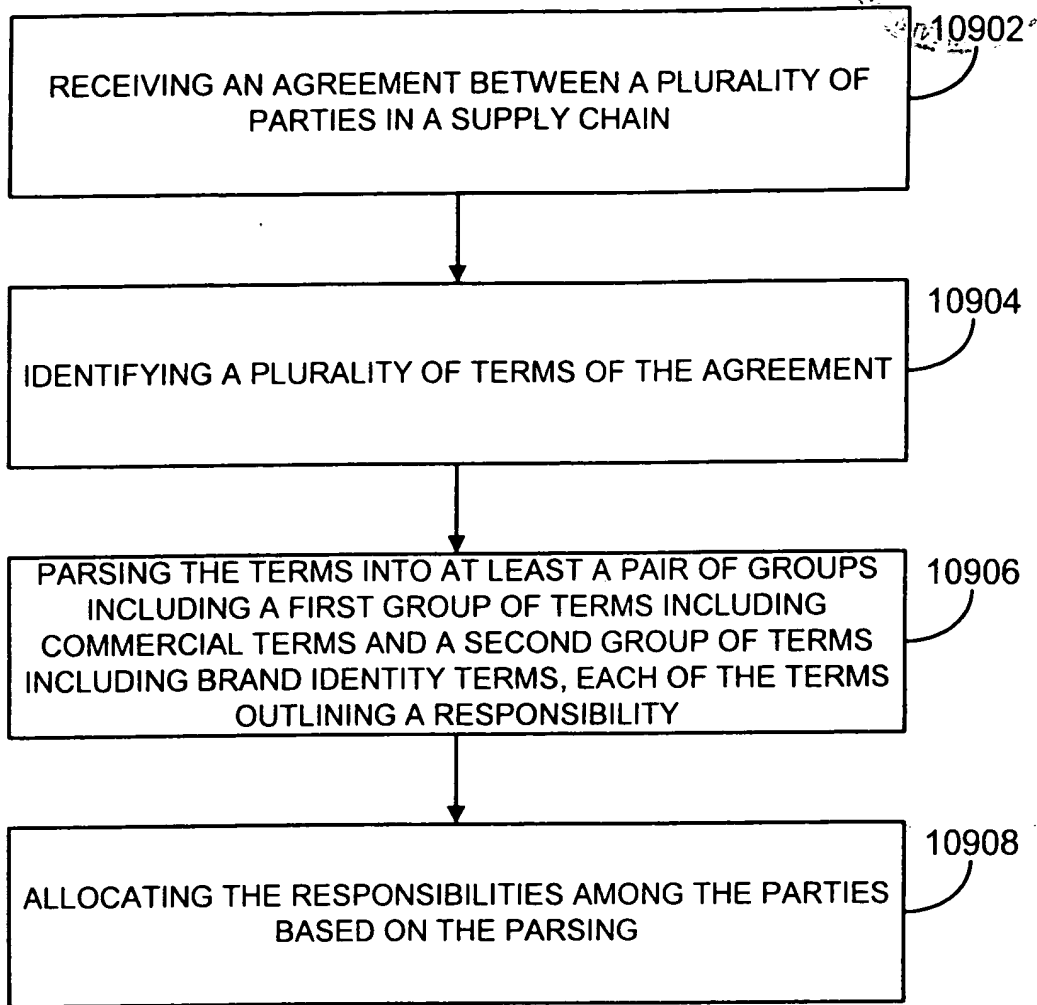 10902
RECEIVING AN AGREEMENT BETWEEN A PLURALITY OF
PARTIES IN A SUPPLY CHAIN
10904
IDENTIFYING A PLURALITY OF TERMS OF THE AGREEMENT
10906
PARSING THE TERMS INTO AT LEAST A PAIR OF GROUPS
INCLUDING A FIRST GROUP OF TERMS INCLUDING
COMMERCIAL TERMS AND A SECOND GROUP OF TERMS
INCLUDING BRAND IDENTITY TERMS, EACH OF THE TERMS
OUTLINING A RESPONSIBILITY
10908
ALLOCATING THE RESPONSIBILITIES AMONG THE PARTIES
BASED ON THE PARSING